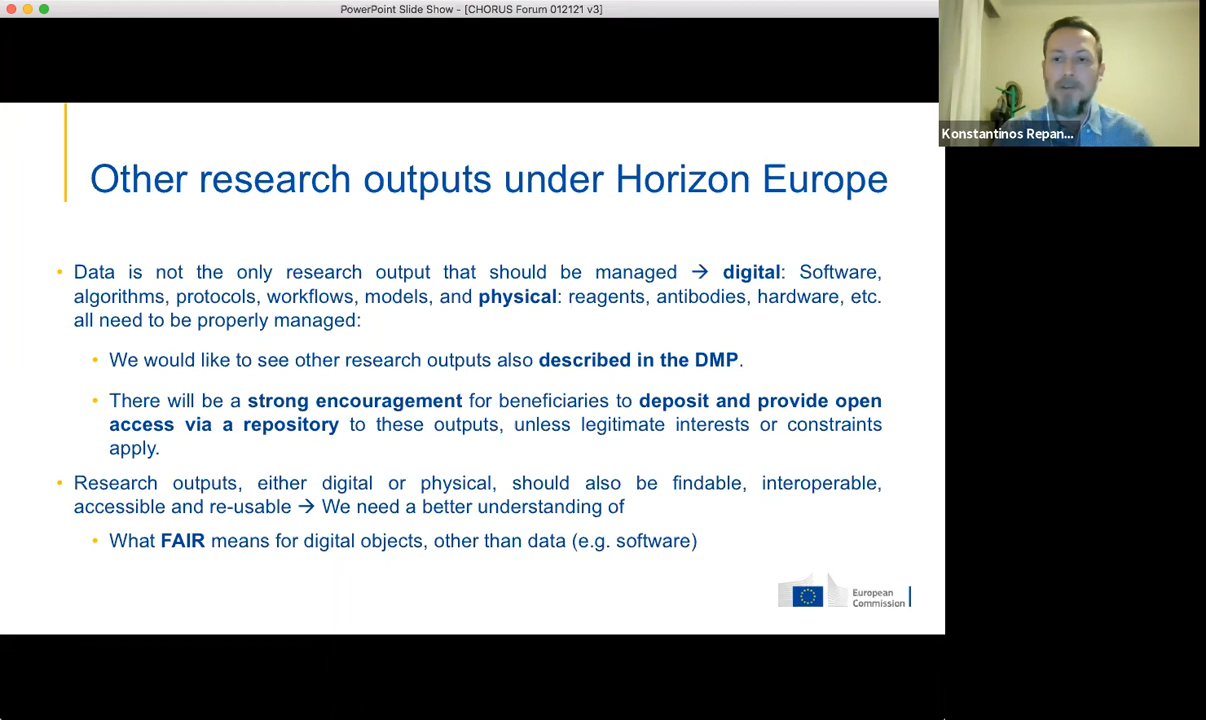 PowerPoint Slide Show - [CHORUS Forum 012121 v3]
Konstantinos Repan...
Other research outputs under Horizon Europe
• Data is not the only research output that should be managed → digital: Software,
algorithms, protocols, workflows, models, and physical: reagents, antibodies, hardware, etc.
all need to be properly managed:
• We would like to see other research outputs also described in the DMP.
• There will be a strong encouragement for beneficiaries to deposit and provide open
access via a repository to these outputs, unless legitimate interests or constraints
apply.
• Research outputs, either digital or physical, should also be findable, interoperable,
accessible and re-usable → We need a better understanding of
• What FAIR means for digital objects, other than data (e.g. software)
European
Commission